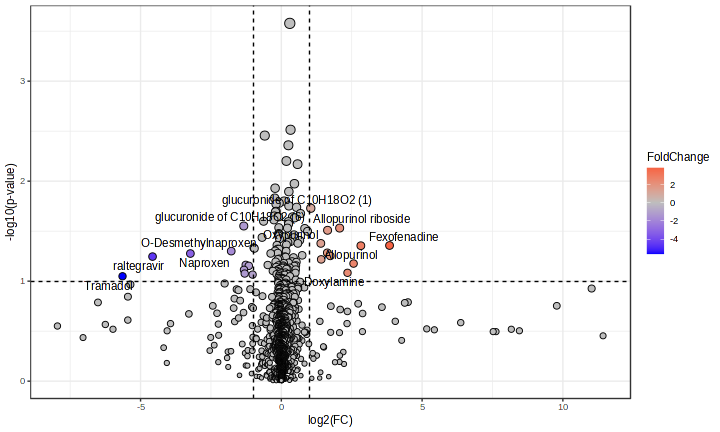 glucuronide of C10H18O2 (1)
glucuronide of C10H18O2
Allopurinol riboside
Oxypurinol
Fexofenadine
O-Desmethylnaproxen
Allopurinol
raltegravir
Naproxen
Tramadol
Doxylamine
-log10(p-value)
3
2
1
0
-5
0
5
10
log2(FC)
FoldChange
2
0
-2
-4